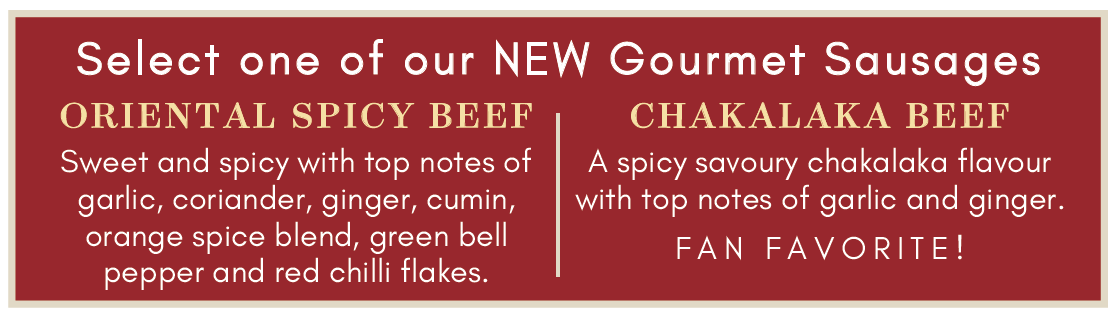 Select one of our NEW Gourmet Sausages
ORIENTAL SPICY BEEF
Sweet and spicy with top notes of
garlic, coriander, ginger, cumin,
orange spice blend, green bell
pepper and red chilli flakes.
CHAKALAKA BEEF
A spicy savoury chakalaka flavour
with top notes of garlic and ginger.
FAN FAVORITE!